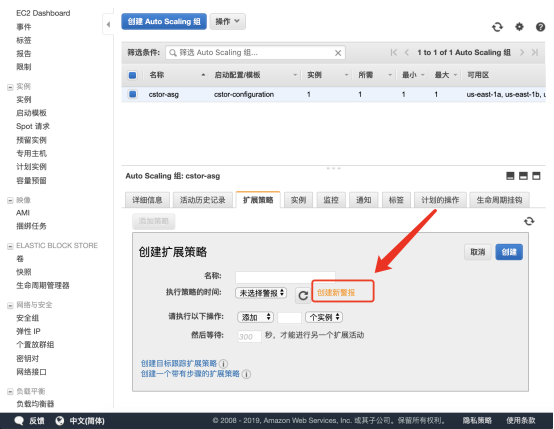 EC2 Dashboard
事件
标签
报告
限制
实例
实例
启动模板
Spot 请求
预留实例
专用主机
计划实例
容量预留
映像
AMI
捆绑任务
ELASTIC BLOCK STORE
卷
快照
生命周期管理器
网络与安全
安全组
弹性 IP
个置放群组
密钥对
网络接口
负载平衡
负载均衡器
创建 Auto Scaling 组 操作
筛选条件: 筛选 Auto Scaling 组... 1 to 1 of 1 Auto Scaling 组
名称 启动配置/模板 实例 所需 最小 最大 可用区
cstor-asg cstor-configuration 1 1 1 1 us-east-1a, us-east-1b, u
Auto Scaling 组: cstor-asg
详细信息 活动历史记录 扩展策略 实例 监控 通知 标签 计划的操作 生命周期挂钩
添加策略
创建扩展策略 取消 创建
名称:
执行策略的时间: 未选择警报 创建新警报
请执行以下操作: 添加 个实例
然后等待: 300 秒，才能进行另一个扩展活动
创建目标跟踪扩展策略
创建一个带有步骤的扩展策略
反馈 中文(简体) © 2008 - 2019, Amazon Web Services, Inc. 或其子公司。保留所有权利。 隐私策略 使用条款